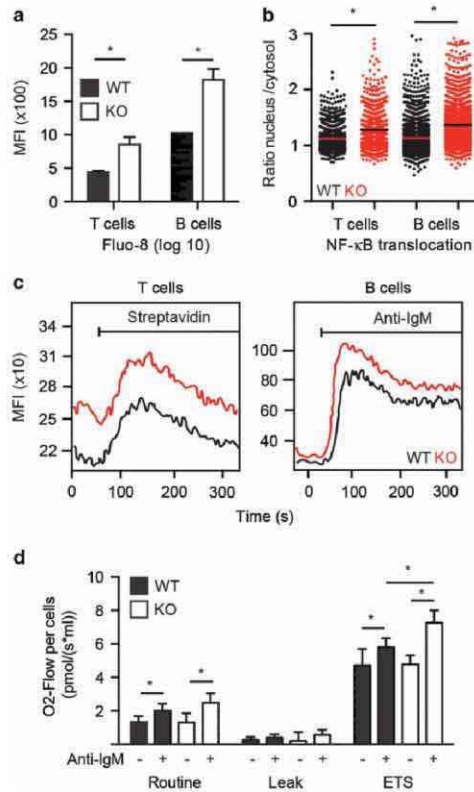 a
MFI (x100)
25
20
15
10
5
0
WT
KO
*
*
T cells
B cells
Fluo-8 (log 10)
b
Ratio nucleus/cytosol
3
2
1
0
*
*
WT KO
T cells
B cells
NF-κB translocation
c
T cells
B cells
MFI (x10)
34
31
28
25
22
Streptavidin
0
100
200
300
100
80
60
40
Anti-IgM
WT KO
0
100
200
300
Time (s)
d
O2-Flow per cells
(pmol/(s*ml))
10
8
6
4
2
WT
KO
*
*
*
*
*
Anti-IgM
- + - +
- + - +
- + - +
Routine
Leak
ETS